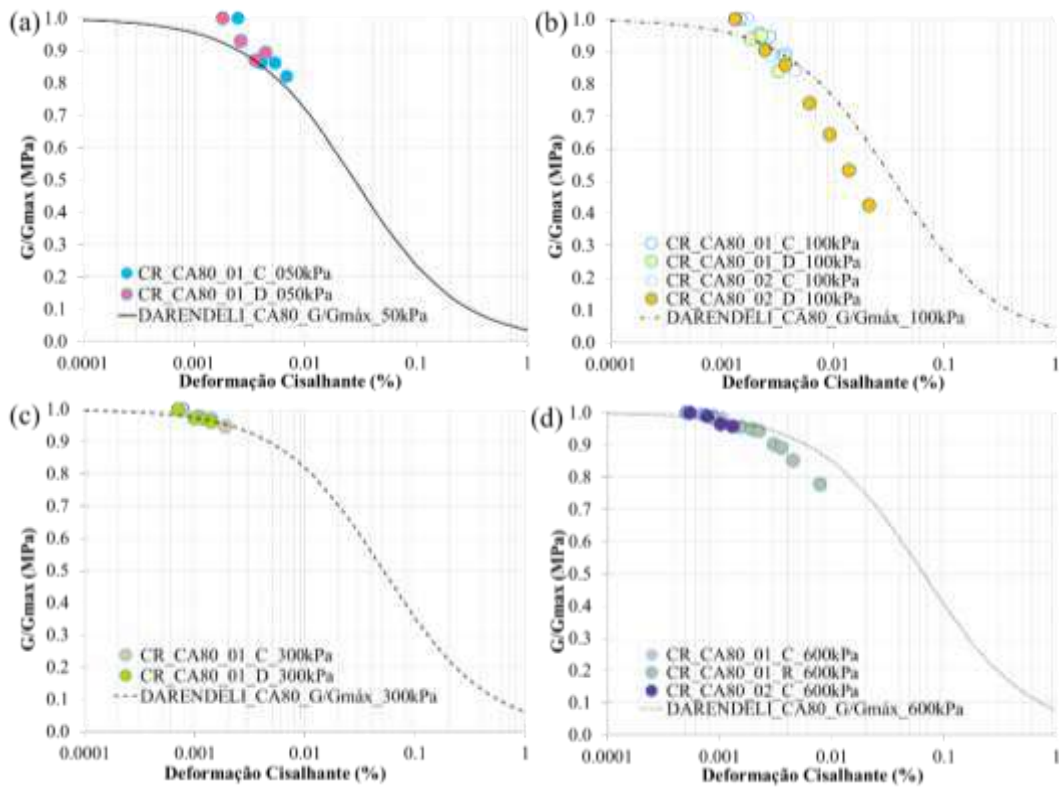 (a)
1.0
0.9
0.8
0.7
0.6
0.5
0.4
0.3
0.2
0.1
0.0
G/Gmax (MPa)
CR_CA80_01_C_050kPa
CR_CA80_01_D_050kPa
DARENDELI_CA80_G/Gmáx_50kPa
0.0001 0.001 0.01 0.1 1
Deformação Cisalhante (%)
(b)
1.0
0.9
0.8
0.7
0.6
0.5
0.4
0.3
0.2
0.1
0.0
G/Gmax (MPa)
CR_CA80_01_C_100kPa
CR_CA80_01_D_100kPa
CR_CA80_02_C_100kPa
CR_CA80_02_D_100kPa
DARENDELI_CA80_G/Gmáx_100kPa
0.0001 0.001 0.01 0.1 1
Deformação Cisalhante (%)
(c)
1.0
0.9
0.8
0.7
0.6
0.5
0.4
0.3
0.2
0.1
0.0
G/Gmax (MPa)
CR_CA80_01_C_300kPa
CR_CA80_01_D_300kPa
DARENDELI_CA80_G/Gmáx_300kPa
0.0001 0.001 0.01 0.1 1
Deformação Cisalhante (%)
(d)
1.0
0.9
0.8
0.7
0.6
0.5
0.4
0.3
0.2
0.1
0.0
G/Gmax (MPa)
CR_CA80_01_C_600kPa
CR_CA80_01_R_600kPa
CR_CA80_02_C_600kPa
DARENDELI_CA80_G/Gmáx_600kPa
0.0001 0.001 0.01 0.1 1
Deformação Cisalhante (%)